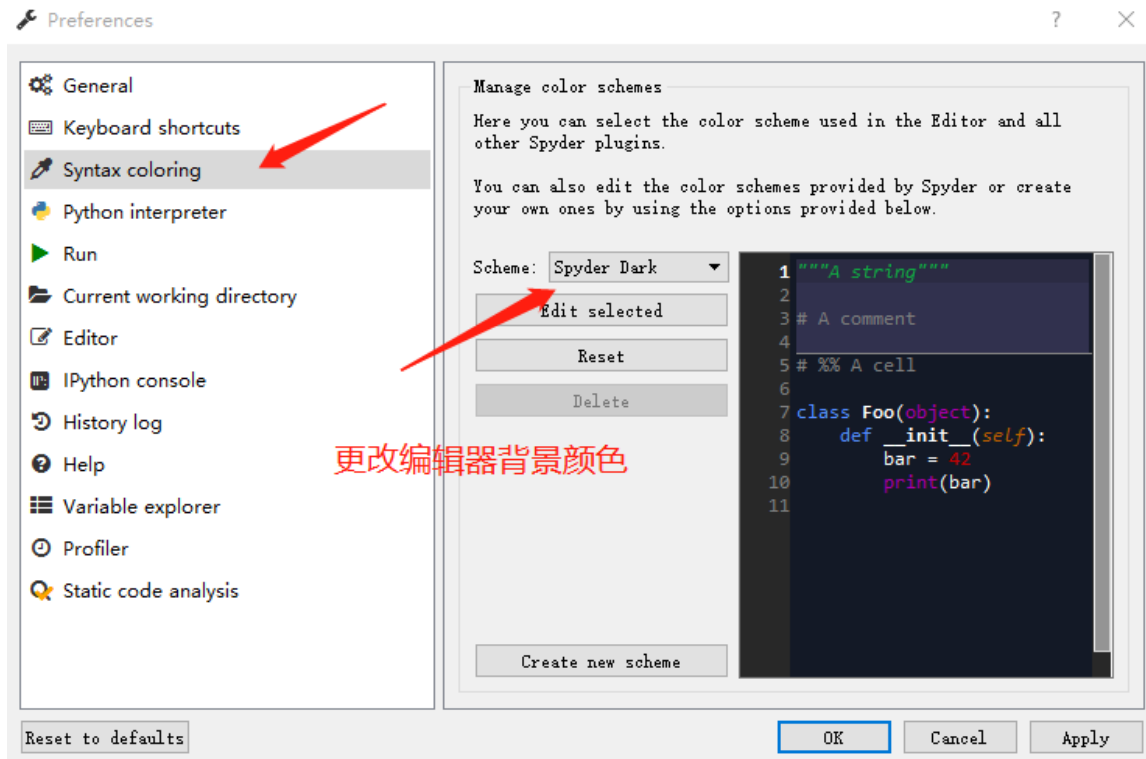 Preferences
General
Keyboard shortcuts
Syntax coloring
Python interpreter
Run
Current working directory
Editor
IPython console
History log
Help
Variable explorer
Profiler
Static code analysis
Manage color schemes
Here you can select the color scheme used in the Editor and all
other Spyder plugins.
You can also edit the color schemes provided by Spyder or create
your own ones by using the options provided below.
Scheme: Spyder Dark
Edit selected
Reset
Delete
更改编辑器背景颜色
Create new scheme
1 """A string"""
2
3 # A comment
4
5 # %% A cell
6
7 class Foo(object):
8     def __init__(self):
9         bar = 42
10         print(bar)
11
Reset to defaults
OK
Cancel
Apply